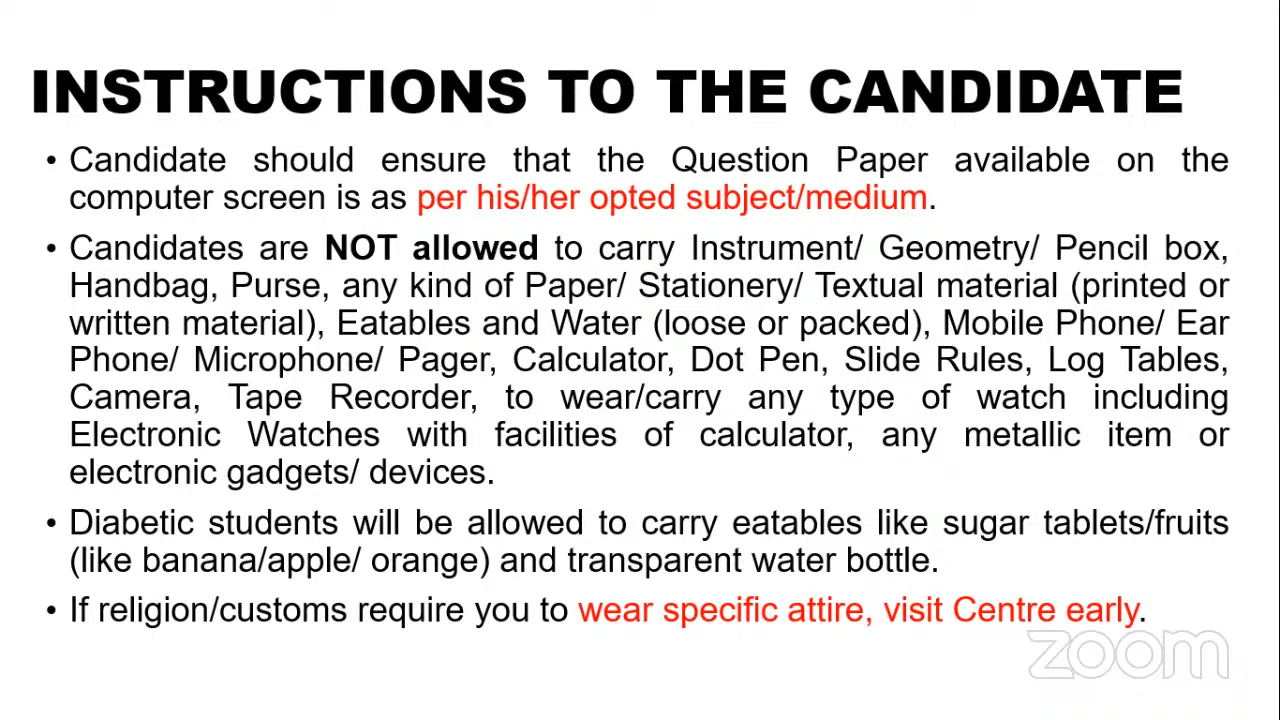 INSTRUCTIONS TO THE CANDIDATE
• Candidate should ensure that the Question Paper available on the
computer screen is as per his/her opted subject/medium.
• Candidates are NOT allowed to carry Instrument/ Geometry/ Pencil box,
Handbag, Purse, any kind of Paper/ Stationery/ Textual material (printed or
written material), Eatables and Water (loose or packed), Mobile Phone/ Ear
Phone/ Microphone/ Pager, Calculator, Dot Pen, Slide Rules, Log Tables,
Camera, Tape Recorder, to wear/carry any type of watch including
Electronic Watches with facilities of calculator, any metallic item or
electronic gadgets/ devices.
• Diabetic students will be allowed to carry eatables like sugar tablets/fruits
(like banana/apple/ orange) and transparent water bottle.
• If religion/customs require you to wear specific attire, visit Centre early.
zoom